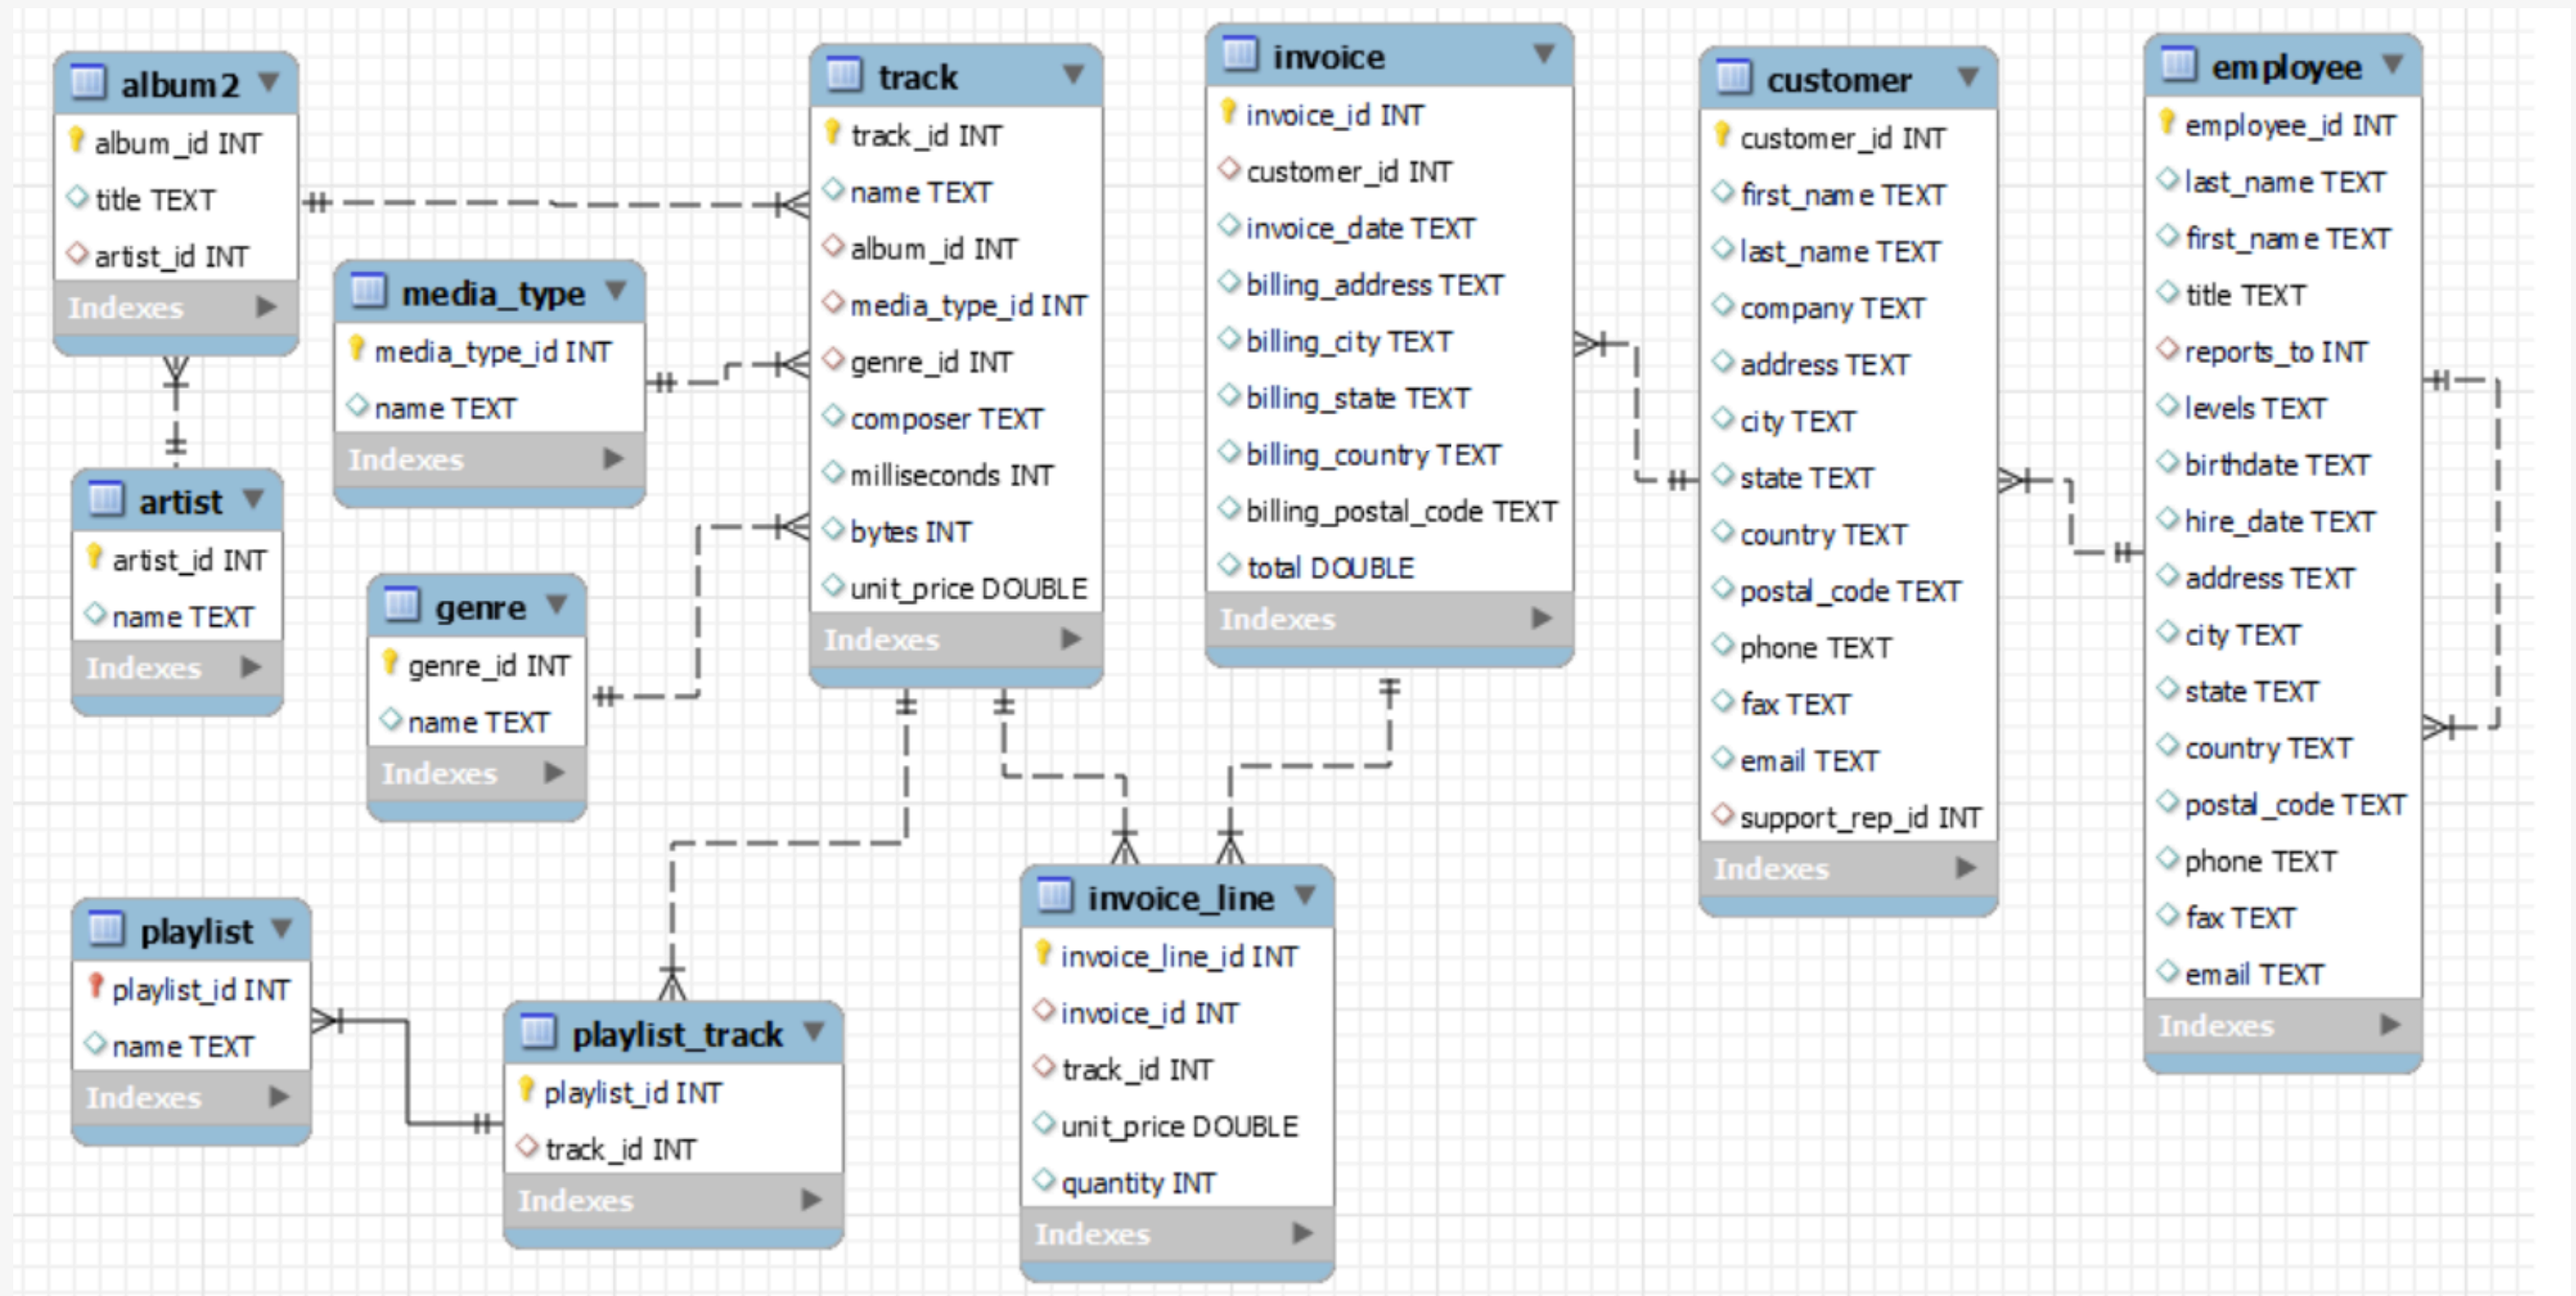 album2
album_id INT
title TEXT
artist_id INT
Indexes
artist
artist_id INT
name TEXT
Indexes
media_type
media_type_id INT
name TEXT
Indexes
genre
genre_id INT
name TEXT
Indexes
playlist
playlist_id INT
name TEXT
Indexes
playlist_track
playlist_id INT
track_id INT
Indexes
track
track_id INT
name TEXT
album_id INT
media_type_id INT
genre_id INT
composer TEXT
milliseconds INT
bytes INT
unit_price DOUBLE
Indexes
invoice
invoice_id INT
customer_id INT
invoice_date TEXT
billing_address TEXT
billing_city TEXT
billing_state TEXT
billing_country TEXT
billing_postal_code TEXT
total DOUBLE
Indexes
invoice_line
invoice_line_id INT
invoice_id INT
track_id INT
unit_price DOUBLE
quantity INT
Indexes
customer
customer_id INT
first_name TEXT
last_name TEXT
company TEXT
address TEXT
city TEXT
state TEXT
country TEXT
postal_code TEXT
phone TEXT
fax TEXT
email TEXT
support_rep_id INT
Indexes
employee
employee_id INT
last_name TEXT
first_name TEXT
title TEXT
reports_to INT
levels TEXT
birthdate TEXT
hire_date TEXT
address TEXT
city TEXT
state TEXT
country TEXT
postal_code TEXT
phone TEXT
fax TEXT
email TEXT
Indexes